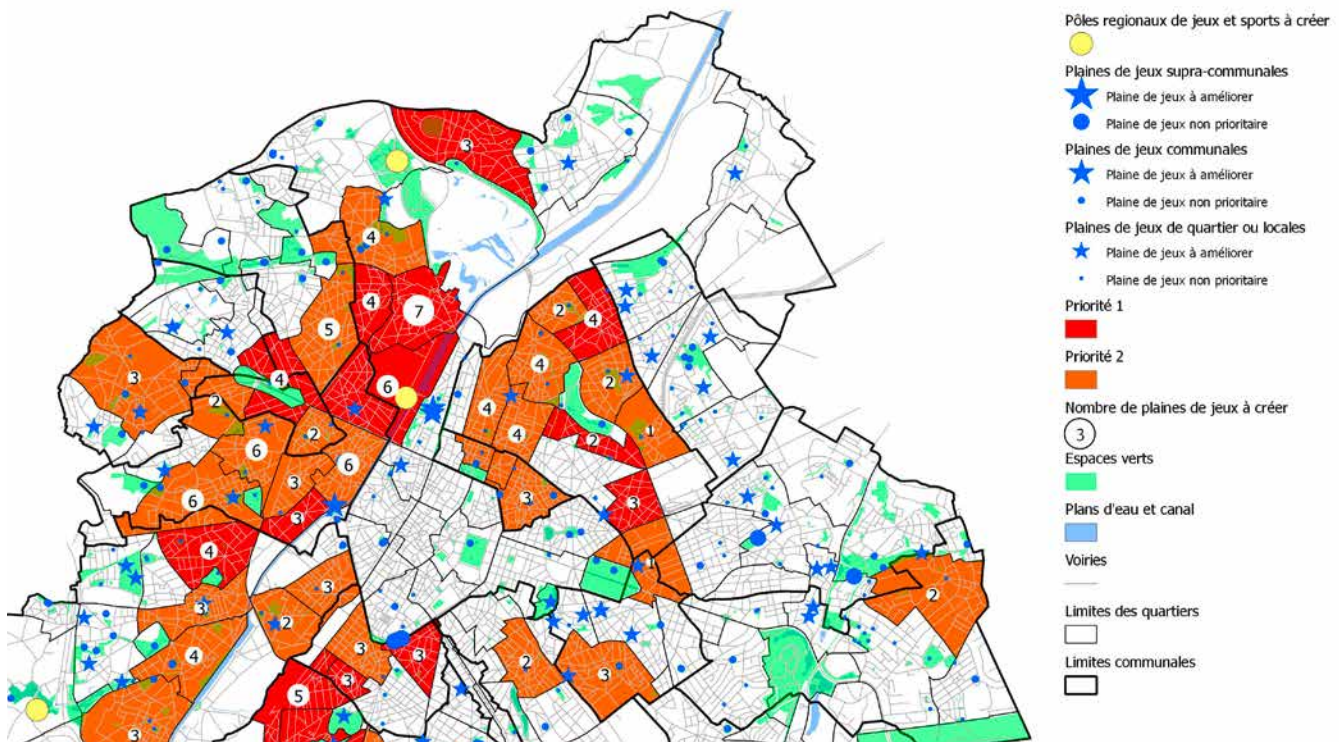 Pôles regionaux de jeux et sports à créer
Plaines de jeux supra-communales
Plaine de jeux à améliorer
Plaine de jeux non prioritaire
Plaines de jeux communales
Plaine de jeux à améliorer
Plaine de jeux non prioritaire
Plaines de jeux de quartier ou locales
Plaine de jeux à améliorer
Plaine de jeux non prioritaire
Priorité 1
Priorité 2
Nombre de plaines de jeux à créer
3
Espaces verts
Plans d'eau et canal
Voiries
Limites des quartiers
Limites communales
3
4
4
7
2
4
5
4
3
4
6
2
2
4
4
2
1
6
2
6
3
6
3
3
3
4
1
3
3
2
2
4
3
3
2
3
5
3
3